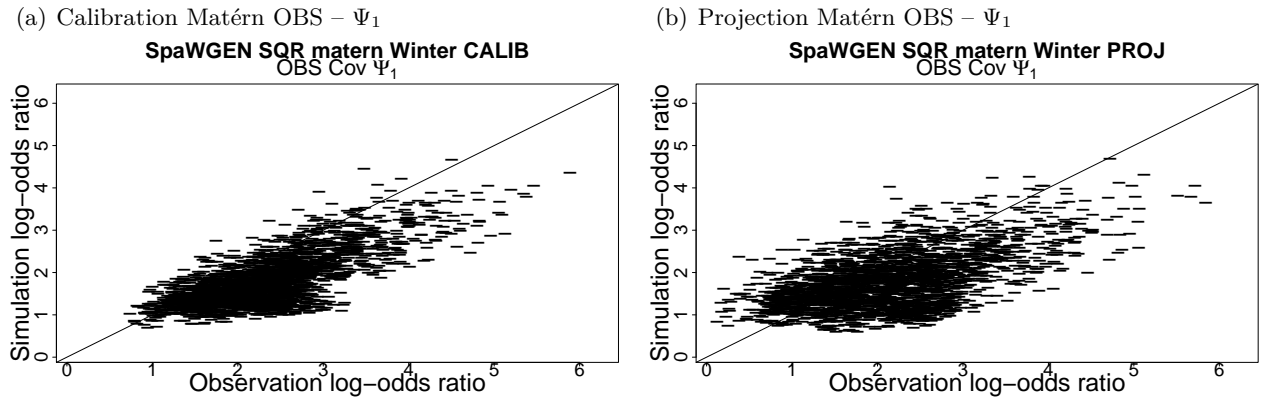 (a) Calibration Matérn OBS – Ψ₁
SpaWGEN SQR matern Winter CALIB
OBS Cov Ψ₁
Simulation log−odds ratio
0 1 2 3 4 5 6
0 1 2 3 4 5 6
Observation log−odds ratio
(b) Projection Matérn OBS – Ψ₁
SpaWGEN SQR matern Winter PROJ
OBS Cov Ψ₁
Simulation log−odds ratio
0 1 2 3 4 5 6
0 1 2 3 4 5 6
Observation log−odds ratio